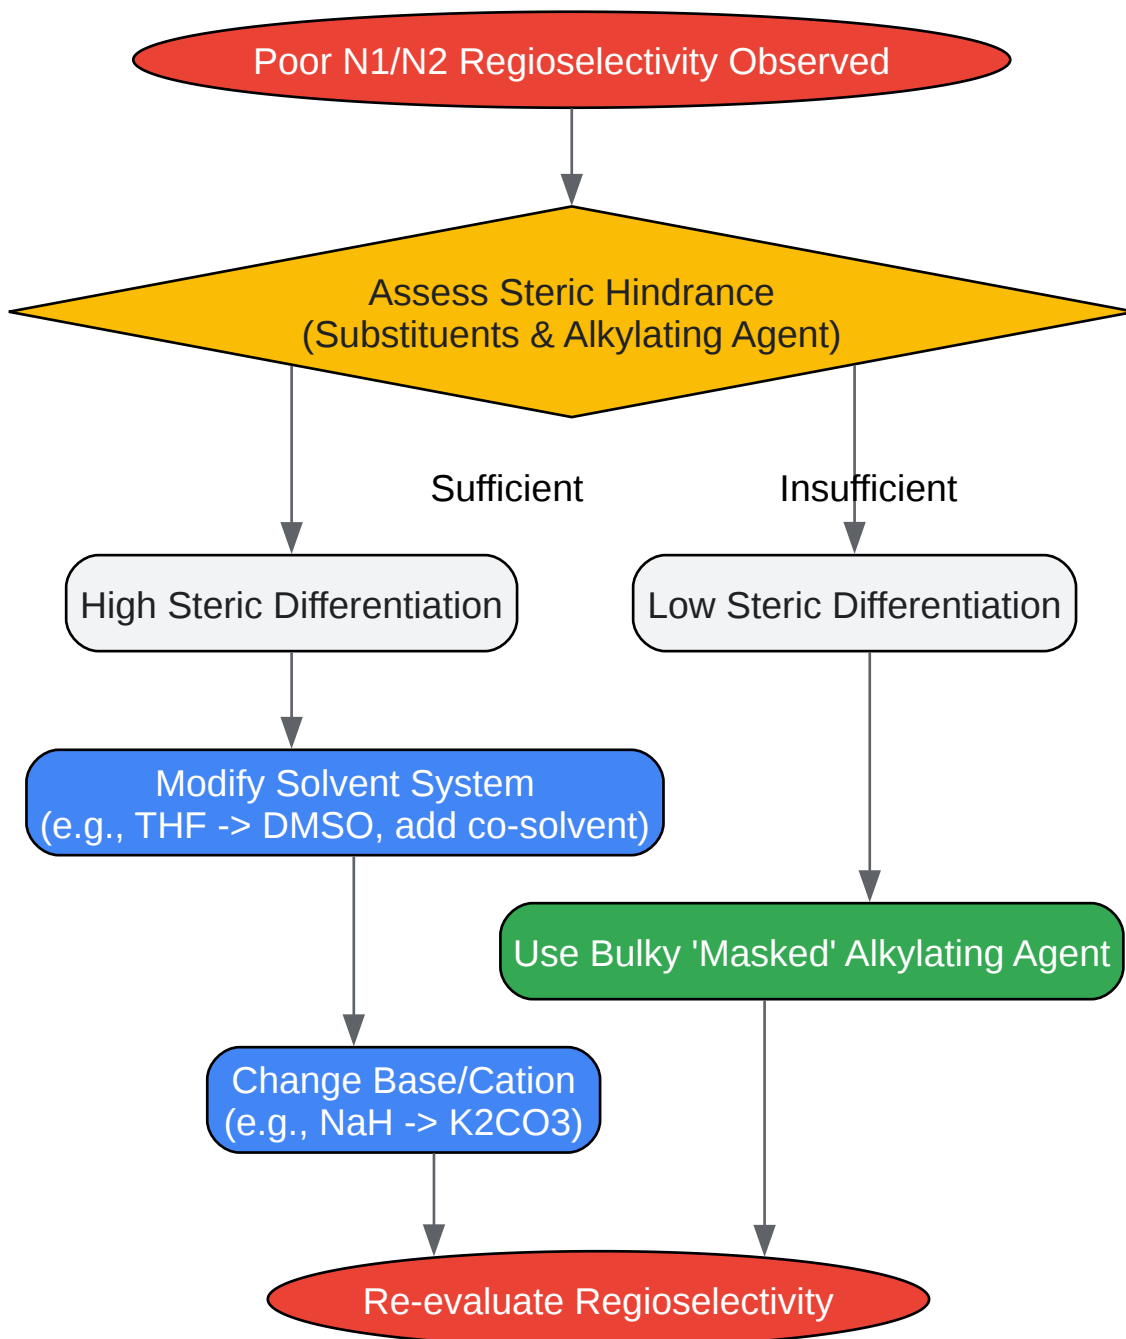 Poor N1/N2 Regioselectivity Observed
Assess Steric Hindrance
(Substituents & Alkylating Agent)
Sufficient
Insufficient
High Steric Differentiation
Low Steric Differentiation
Modify Solvent System
(e.g., THF -> DMSO, add co-solvent)
Use Bulky 'Masked' Alkylating Agent
Change Base/Cation
(e.g., NaH -> K2CO3)
Re-evaluate Regioselectivity